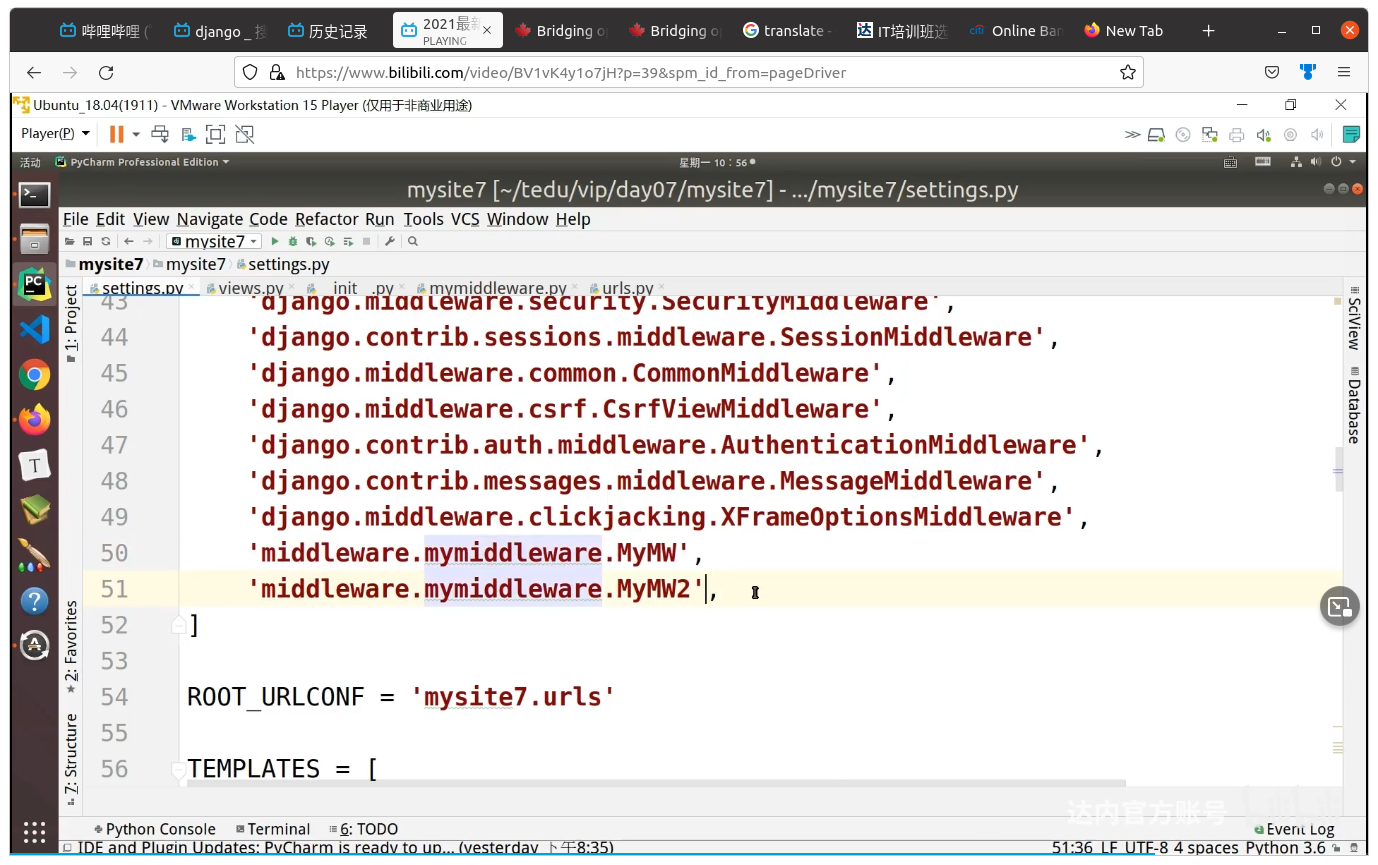 哔哩哔哩 (
django _ 搜
历史记录
2021最新
PLAYING
Bridging o
Bridging o
translate -
IT培训班选
Online Ban
New Tab
https://www.bilibili.com/video/BV1vK4y1o7jH?p=39&spm_id_from=pageDriver
Ubuntu_18.04(1911) - VMware Workstation 15 Player (仅用于非商业用途)
Player(P)
活动
PyCharm Professional Edition
星期一 10 : 56
mysite7 [~/tedu/vip/day07/mysite7] - .../mysite7/settings.py
File Edit View Navigate Code Refactor Run Tools VCS Window Help
mysite7
mysite7 mysite7 settings.py
settings.py views.py __init__.py mymiddleware.py urls.py
1: Project
2: Favorites
7: Structure
SciView
Database
43 'django.middleware.security.SecurityMiddleware',
44 'django.contrib.sessions.middleware.SessionMiddleware',
45 'django.middleware.common.CommonMiddleware',
46 'django.middleware.csrf.CsrfViewMiddleware',
47 'django.contrib.auth.middleware.AuthenticationMiddleware',
48 'django.contrib.messages.middleware.MessageMiddleware',
49 'django.middleware.clickjacking.XFrameOptionsMiddleware',
50 'middleware.mymiddleware.MyMW',
51 'middleware.mymiddleware.MyMW2',
52 ]
53
54 ROOT_URLCONF = 'mysite7.urls'
55
56 TEMPLATES = [
达内官方账号
Python Console Terminal 6: TODO Event Log
IDE and Plugin Updates: PyCharm is ready to up... (yesterday 下午8:35) 51:36 LF UTF-8 4 spaces Python 3.6